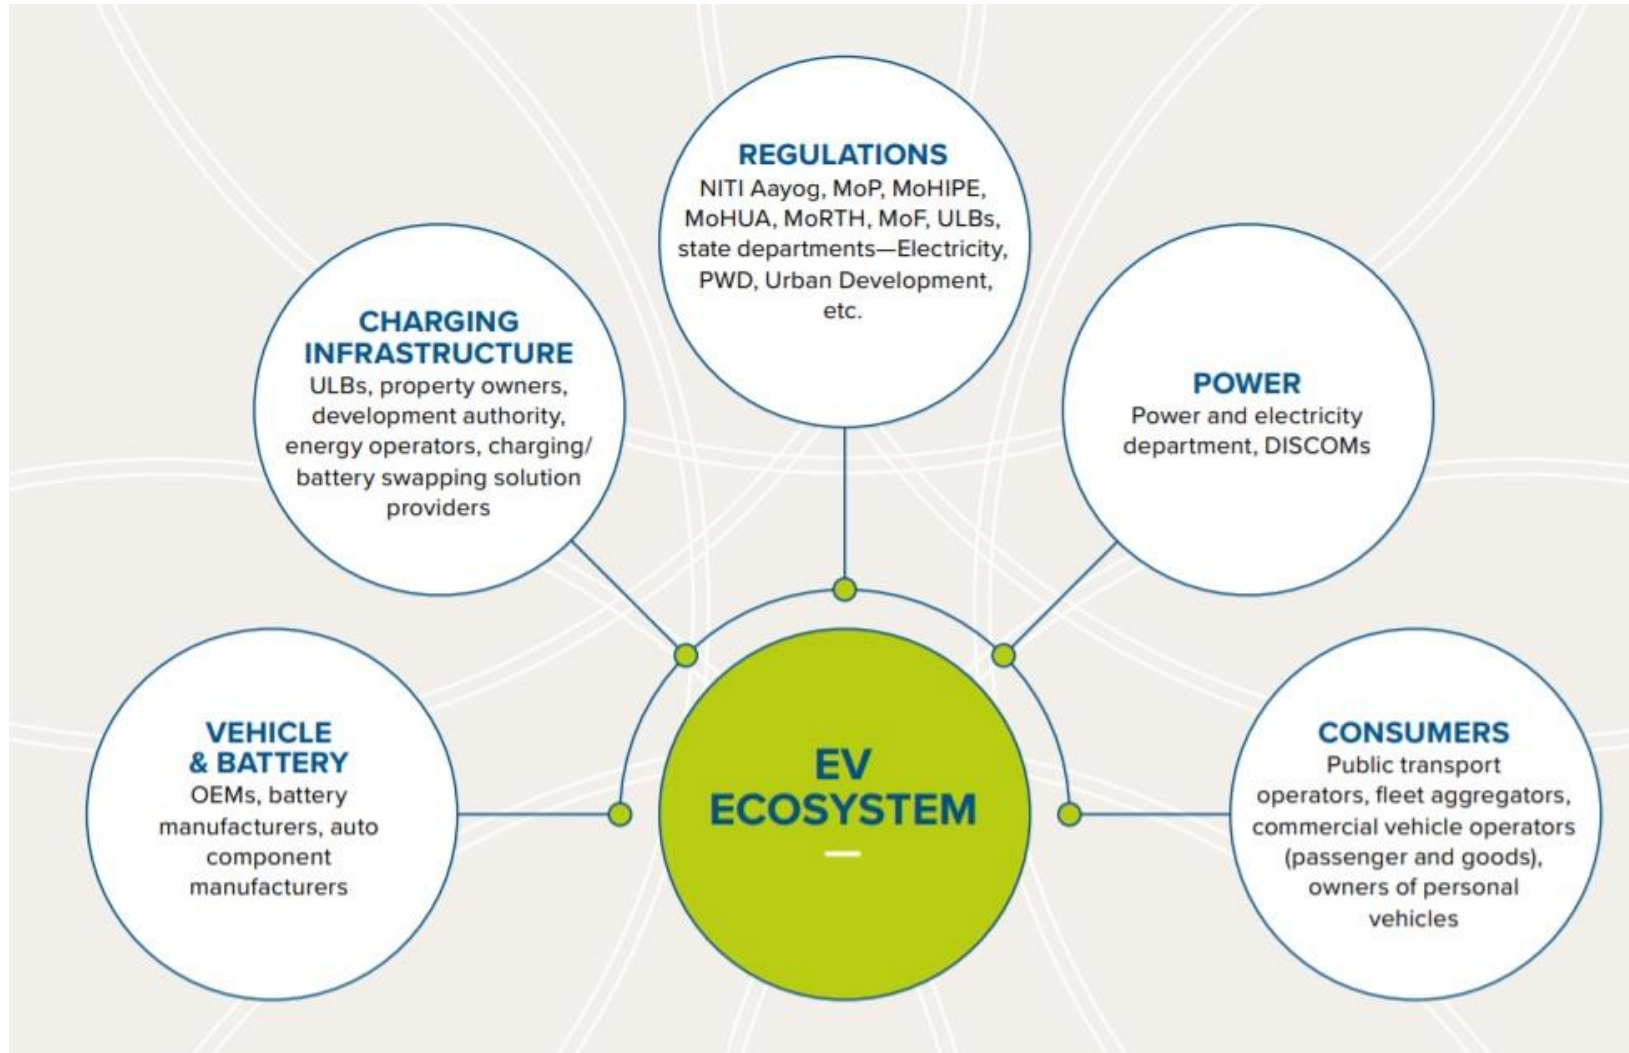 REGULATIONS
NITI Aayog, MoP, MoHIPE,
MoHUA, MoRTH, MoF, ULBs,
state departments—Electricity,
PWD, Urban Development,
etc.
CHARGING
INFRASTRUCTURE
ULBs, property owners,
development authority,
energy operators, charging/
battery swapping solution
providers
POWER
Power and electricity
department, DISCOMs
VEHICLE
& BATTERY
OEMs, battery
manufacturers, auto
component
manufacturers
EV
ECOSYSTEM
CONSUMERS
Public transport
operators, fleet aggregators,
commercial vehicle operators
(passenger and goods),
owners of personal
vehicles